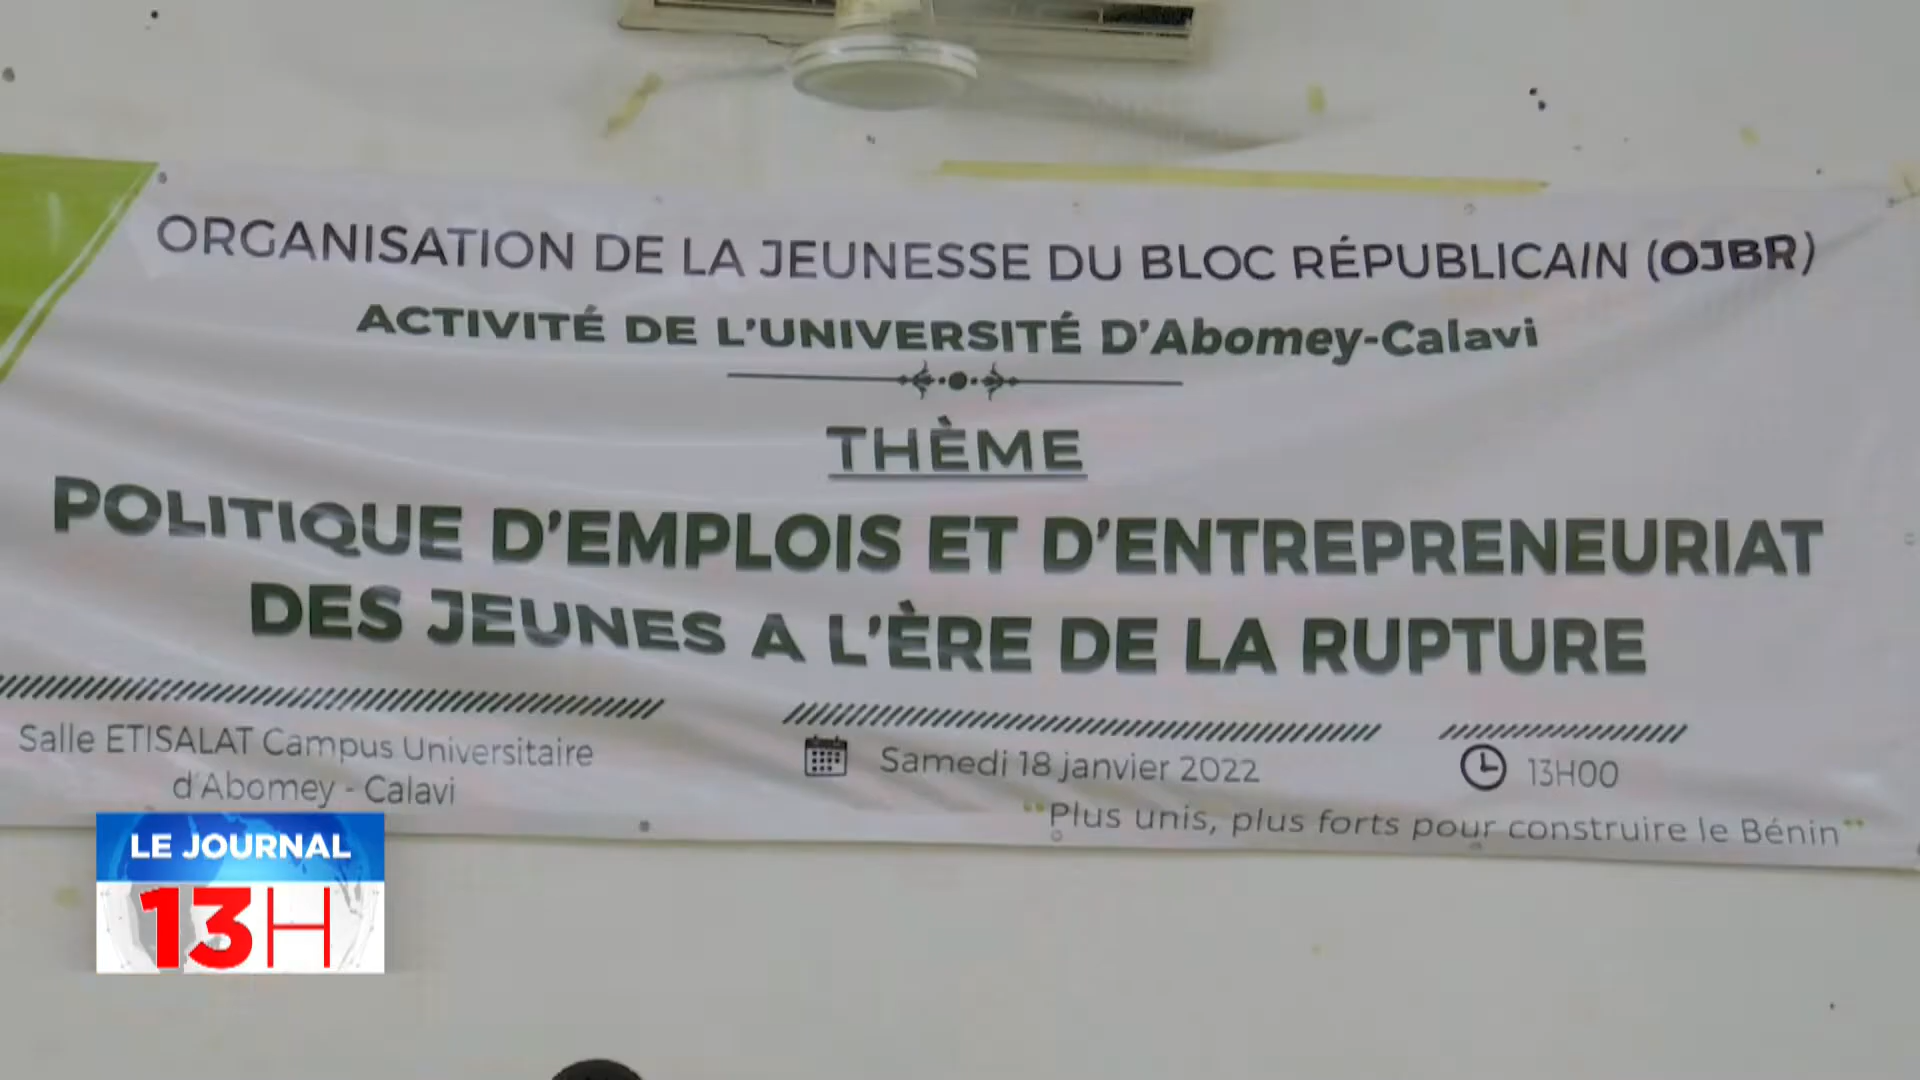 ORGANISATION DE LA JEUNESSE DU BLOC RÉPUBLICAIN (OJBR)
ACTIVITÉ DE L'UNIVERSITÉ D'Abomey-Calavi
THÈME
POLITIQUE D'EMPLOIS ET D'ENTREPRENEURIAT
DES JEUNES A L'ÈRE DE LA RUPTURE
Salle ETISALAT Campus Universitaire
d'Abomey - Calavi
Samedi 18 janvier 2022
13H00
"Plus unis, plus forts pour construire le Bénin"
LE JOURNAL
13H